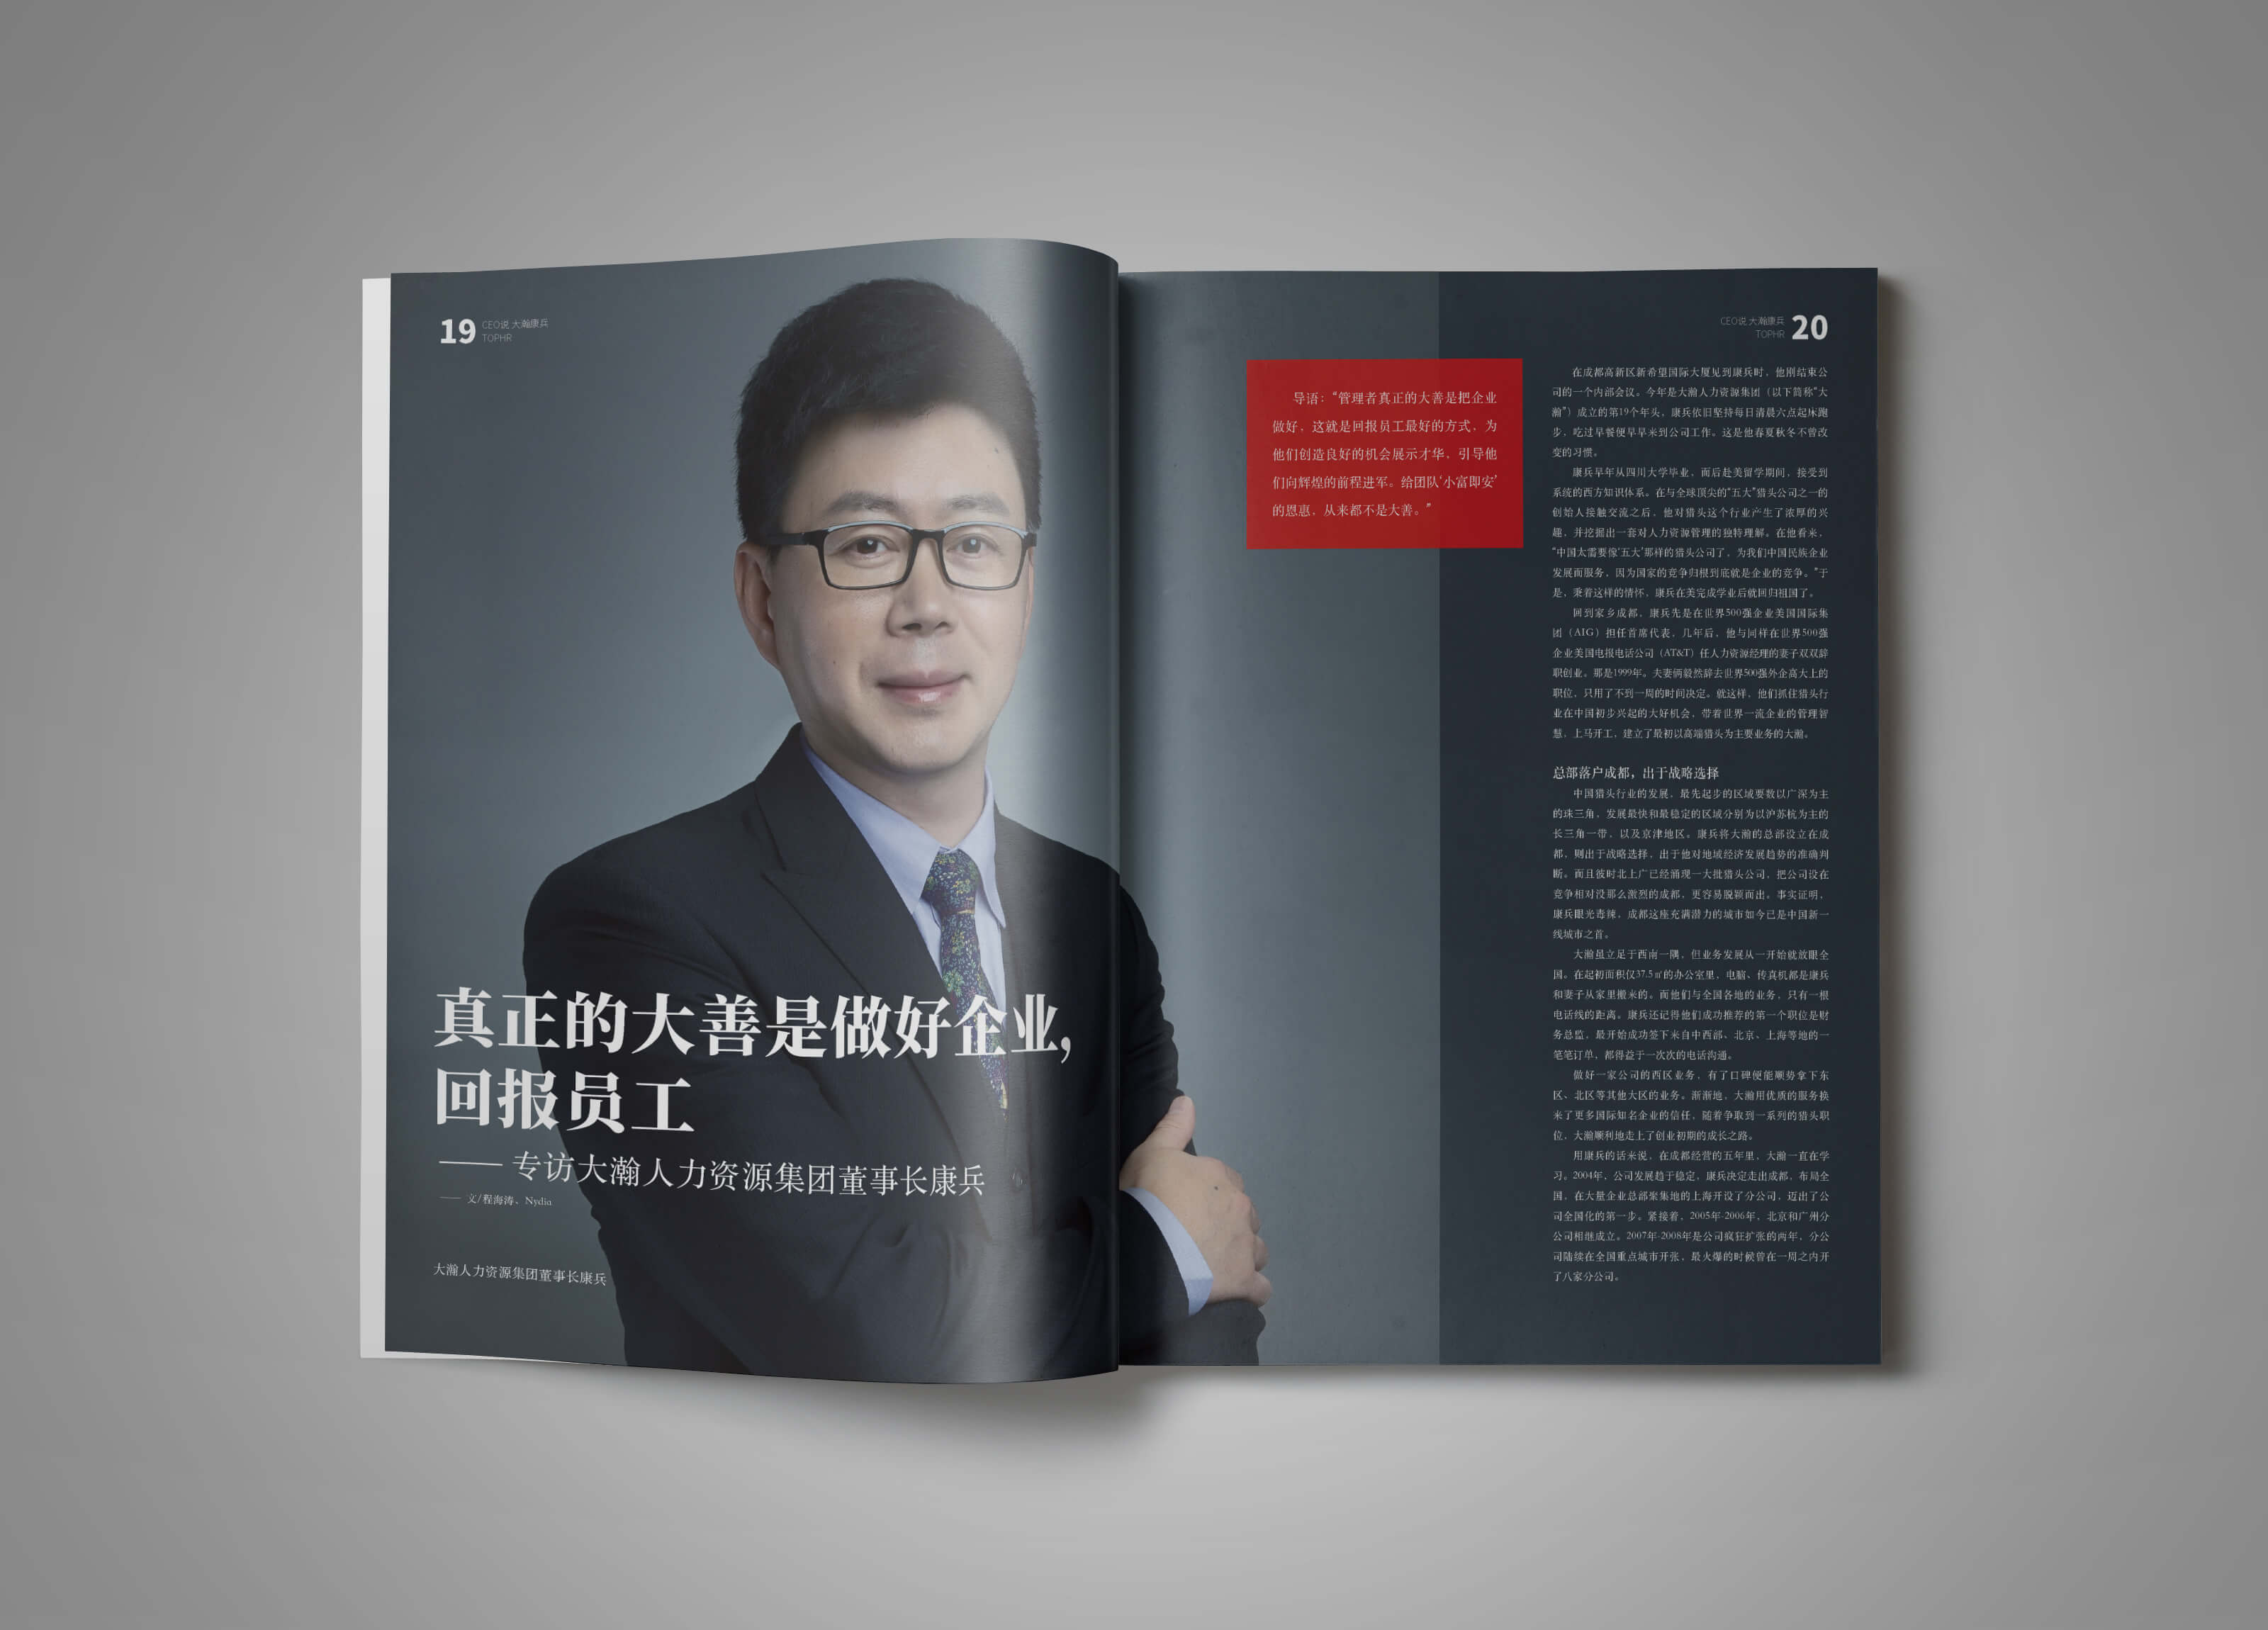 19
CEO说 大瀚康兵
TOPHR
真正的大善是做好企业，
回报员工
—— 专访大瀚人力资源集团董事长康兵
—— 文/程海涛、Nydia
大瀚人力资源集团董事长康兵
CEO说 大瀚康兵
TOPHR
20
导语：“管理者真正的大善是把企业
做好，这就是回报员工最好的方式，为
他们创造良好的机会展示才华，引导他
们向辉煌的前程进军。给团队‘小富即安’
的恩惠，从来都不是大善。”
在成都高新区新希望国际大厦见到康兵时，他刚结束公
司的一个内部会议。今年是大瀚人力资源集团（以下简称“大
瀚”）成立的第19个年头，康兵依旧坚持每日清晨六点起床跑
步，吃过早餐便早早来到公司工作。这是他春夏秋冬不曾改
变的习惯。
康兵早年从四川大学毕业，而后赴美留学期间，接受到
系统的西方知识体系。在与全球顶尖的“五大”猎头公司之一的
创始人接触交流之后，他对猎头这个行业产生了浓厚的兴
趣，并挖掘出一套对人力资源管理的独特理解。在他看来，
“中国太需要像‘五大’那样的猎头公司了，为我们中国民族企业
发展而服务，因为国家的竞争归根到底就是企业的竞争。”于
是，秉着这样的情怀，康兵在美完成学业后就回归祖国了。
回到家乡成都，康兵先是在世界500强企业美国国际集
团（AIG）担任首席代表，几年后，他与同样在世界500强
企业美国电报电话公司（AT&T）任人力资源经理的妻子双双辞
职创业。那是1999年。夫妻俩毅然辞去世界500强外企高大上的
职位，只用了不到一周的时间决定。就这样，他们抓住猎头行
业在中国初步兴起的大好机会，带着世界一流企业的管理智
慧，上马开工，建立了最初以高端猎头为主要业务的大瀚。
总部落户成都，出于战略选择
中国猎头行业的发展，最先起步的区域要数以广深为主
的珠三角，发展最快和最稳定的区域分别为以沪苏杭为主的
长三角一带，以及京津地区。康兵将大瀚的总部设立在成
都，则出于战略选择，出于他对地域经济发展趋势的准确判
断。而且彼时北上广已经涌现一大批猎头公司，把公司设在
竞争相对没那么激烈的成都，更容易脱颖而出。事实证明，
康兵眼光毒辣，成都这座充满潜力的城市如今已是中国新一
线城市之首。
大瀚虽立足于西南一隅，但业务发展从一开始就放眼全
国。在起初面积仅37.5㎡的办公室里，电脑、传真机都是康兵
和妻子从家里搬来的。而他们与全国各地的业务，只有一根
电话线的距离。康兵还记得他们成功推荐的第一个职位是财
务总监，最开始成功签下来自中西部、北京、上海等地的一
笔笔订单，都得益于一次次的电话沟通。
做好一家公司的西区业务，有了口碑便能顺势拿下东
区、北区等其他大区的业务。渐渐地，大瀚用优质的服务换
来了更多国际知名企业的信任，随着争取到一系列的猎头职
位，大瀚顺利地走上了创业初期的成长之路。
用康兵的话来说，在成都经营的五年里，大瀚一直在学
习。2004年，公司发展趋于稳定，康兵决定走出成都，布局全
国，在大量企业总部聚集地的上海开设了分公司，迈出了公
司全国化的第一步。紧接着，2005年-2006年，北京和广州分
公司相继成立。2007年-2008年是公司疯狂扩张的两年，分公
司陆续在全国重点城市开张，最火爆的时候曾在一周之内开
了八家分公司。